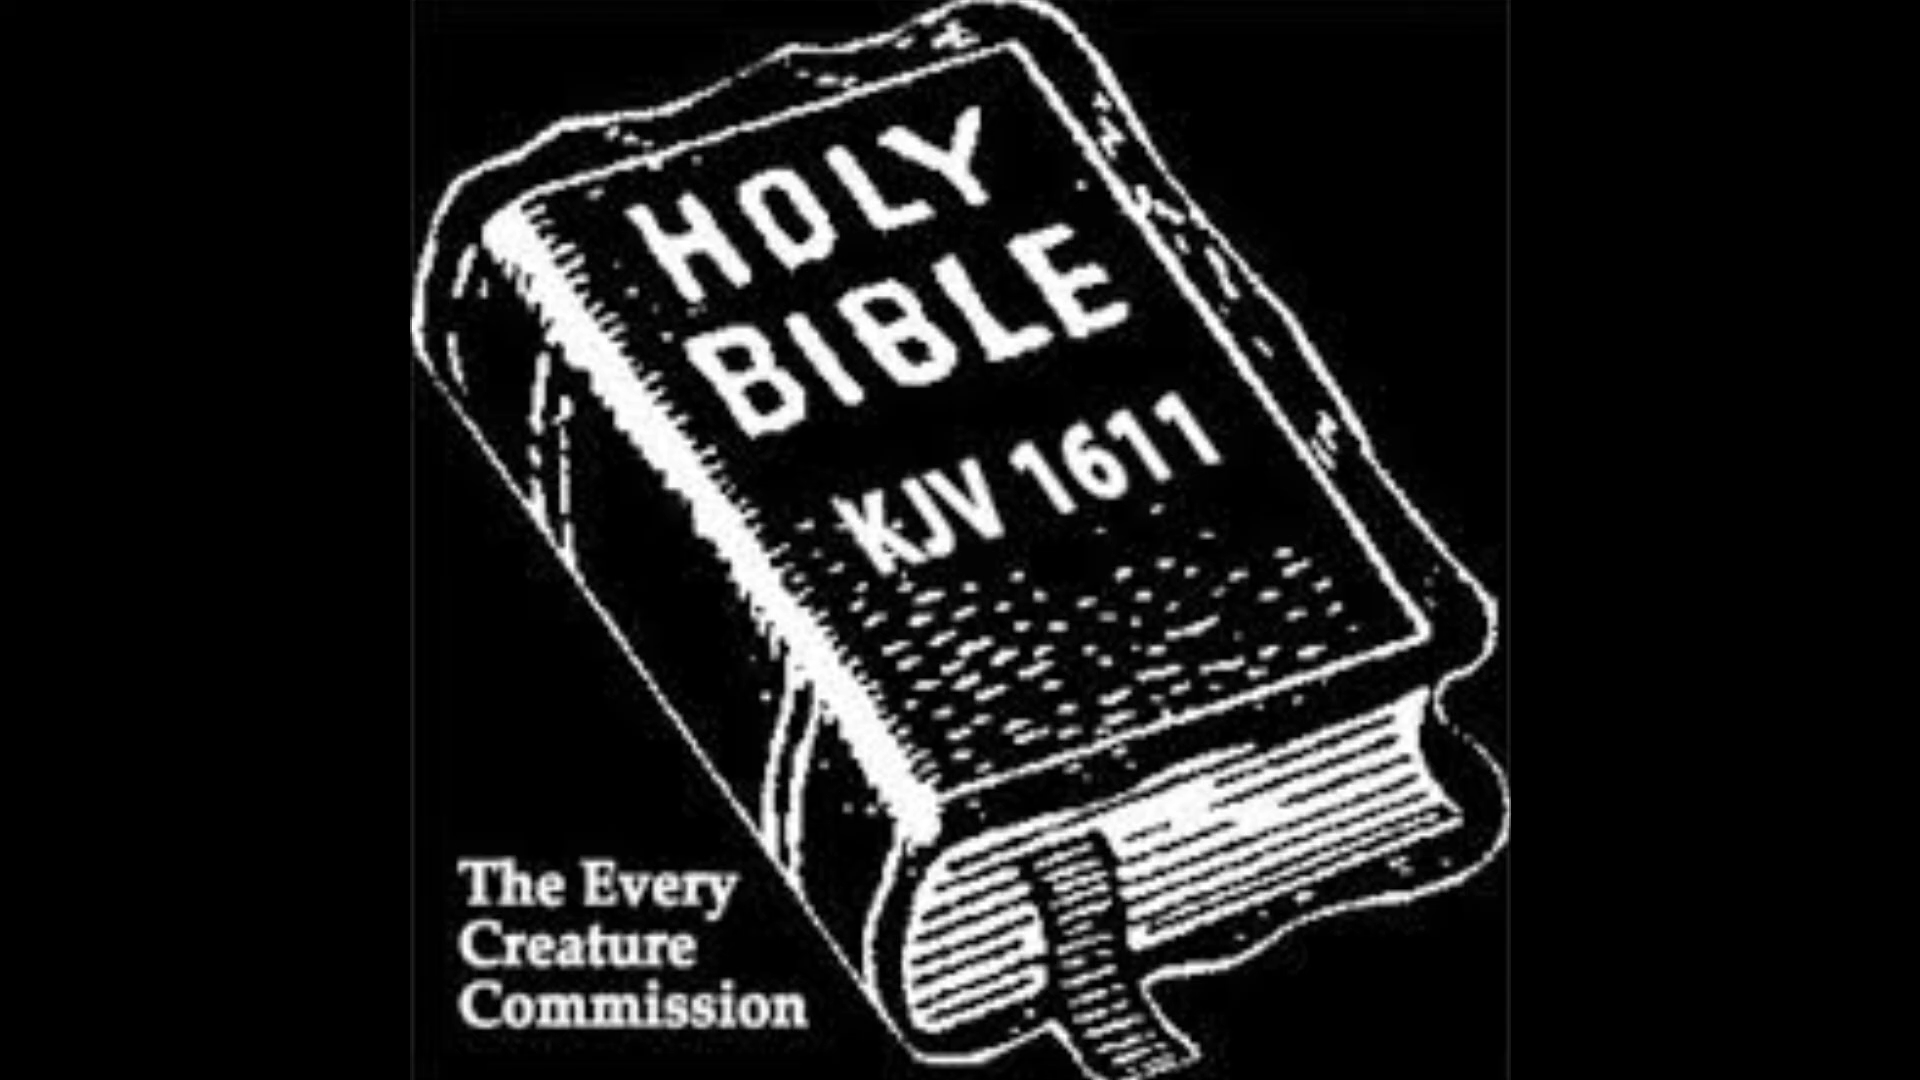 HOLY
BIBLE
KJV 1611
The Every
Creature
Commission